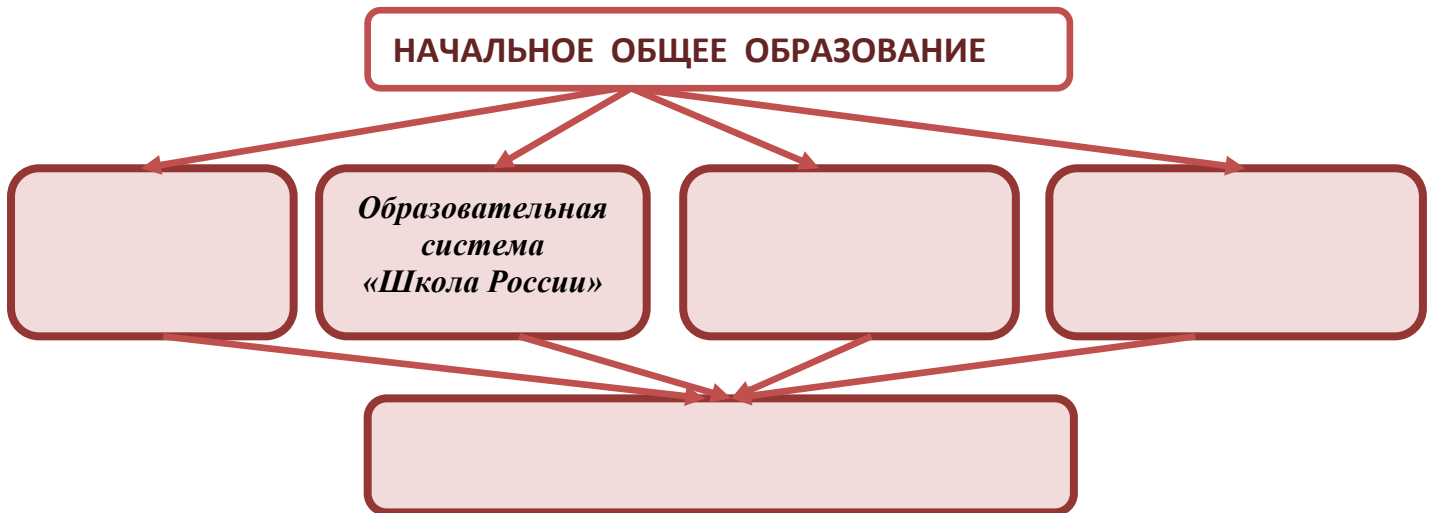 НАЧАЛЬНОЕ ОБЩЕЕ ОБРАЗОВАНИЕ
Образовательная
система
«Школа России»